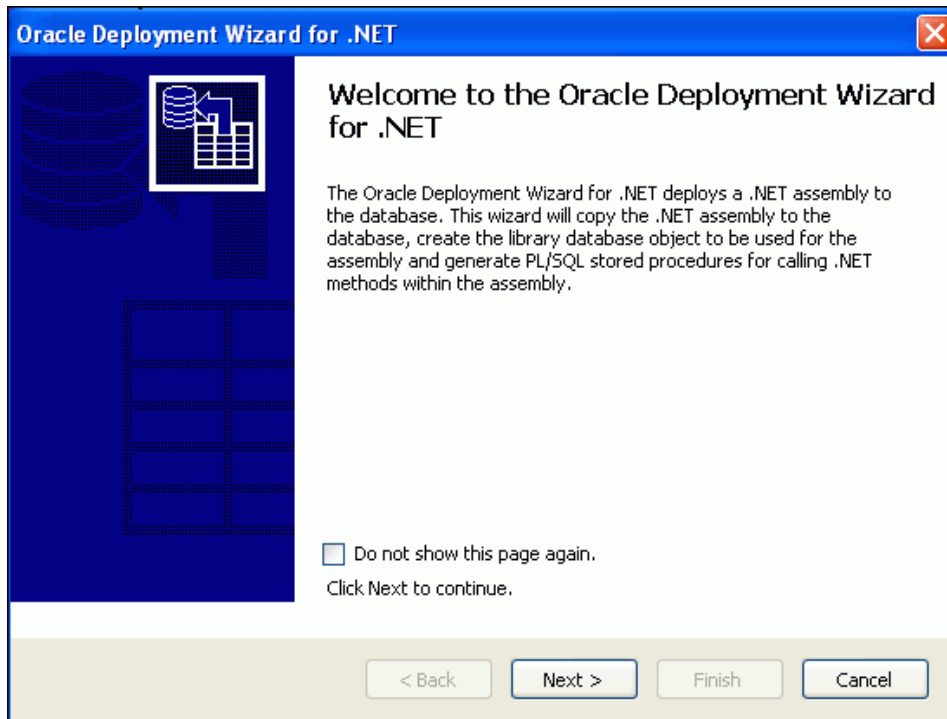 Oracle Deployment Wizard for .NET
Welcome to the Oracle Deployment Wizard
for .NET
The Oracle Deployment Wizard for .NET deploys a .NET assembly to
the database. This wizard will copy the .NET assembly to the
database, create the library database object to be used for the
assembly and generate PL/SQL stored procedures for calling .NET
methods within the assembly.
Do not show this page again.
Click Next to continue.
< Back Next > Finish Cancel